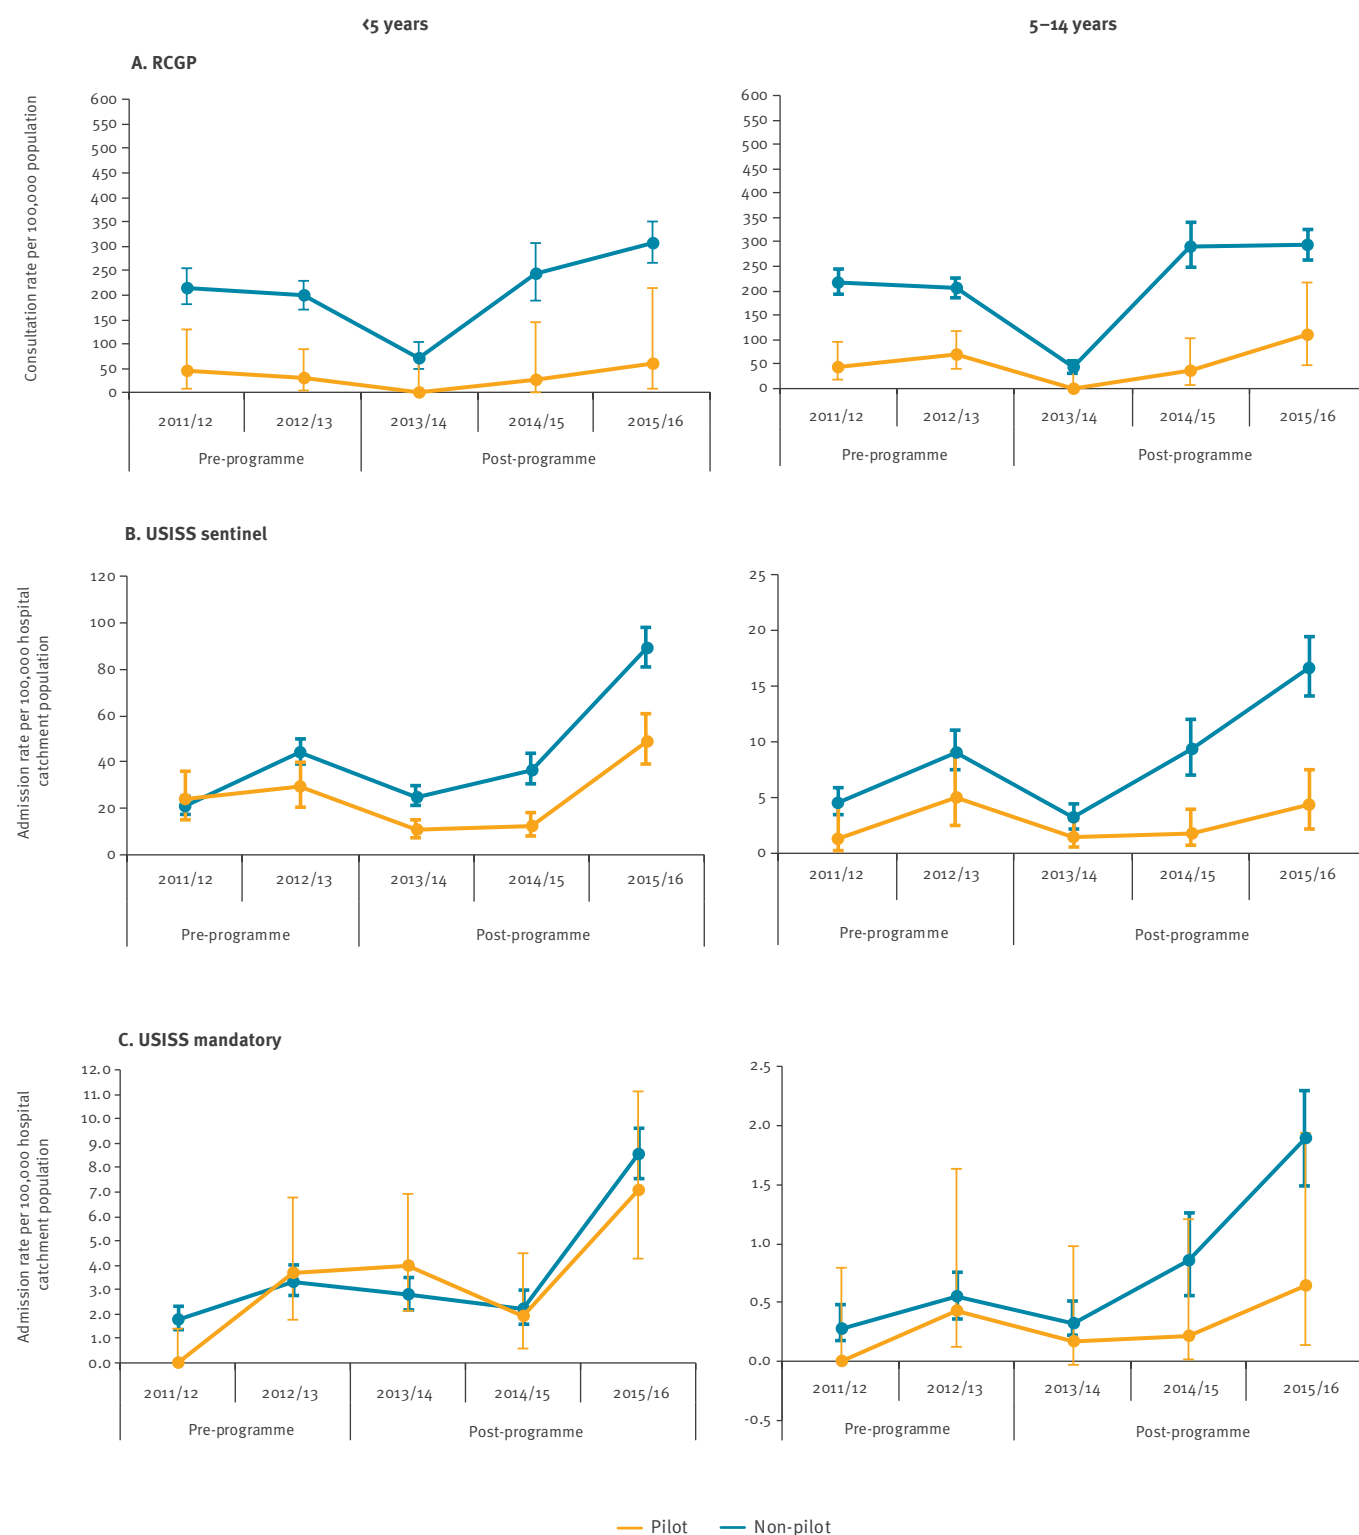 <5 years
5–14 years
A. RCGP
Consultation rate per 100,000 population
600
550
500
450
400
350
300
250
200
150
100
50
0
2011/12 2012/13 2013/14 2014/15 2015/16
Pre-programme Post-programme
600
550
500
450
400
350
300
250
200
150
100
50
0
2011/12 2012/13 2013/14 2014/15 2015/16
Pre-programme Post-programme
B. USISS sentinel
Admission rate per 100,000 hospital
catchment population
120
100
80
60
40
20
0
2011/12 2012/13 2013/14 2014/15 2015/16
Pre-programme Post-programme
25
20
15
10
5
0
2011/12 2012/13 2013/14 2014/15 2015/16
Pre-programme Post-programme
C. USISS mandatory
Admission rate per 100,000 hospital
catchment population
12.0
11.0
10.0
9.0
8.0
7.0
6.0
5.0
4.0
3.0
2.0
1.0
0.0
2011/12 2012/13 2013/14 2014/15 2015/16
Pre-programme Post-programme
2.5
2.0
1.5
1.0
0.5
0.0
-0.5
2011/12 2012/13 2013/14 2014/15 2015/16
Pre-programme Post-programme
Pilot Non-pilot